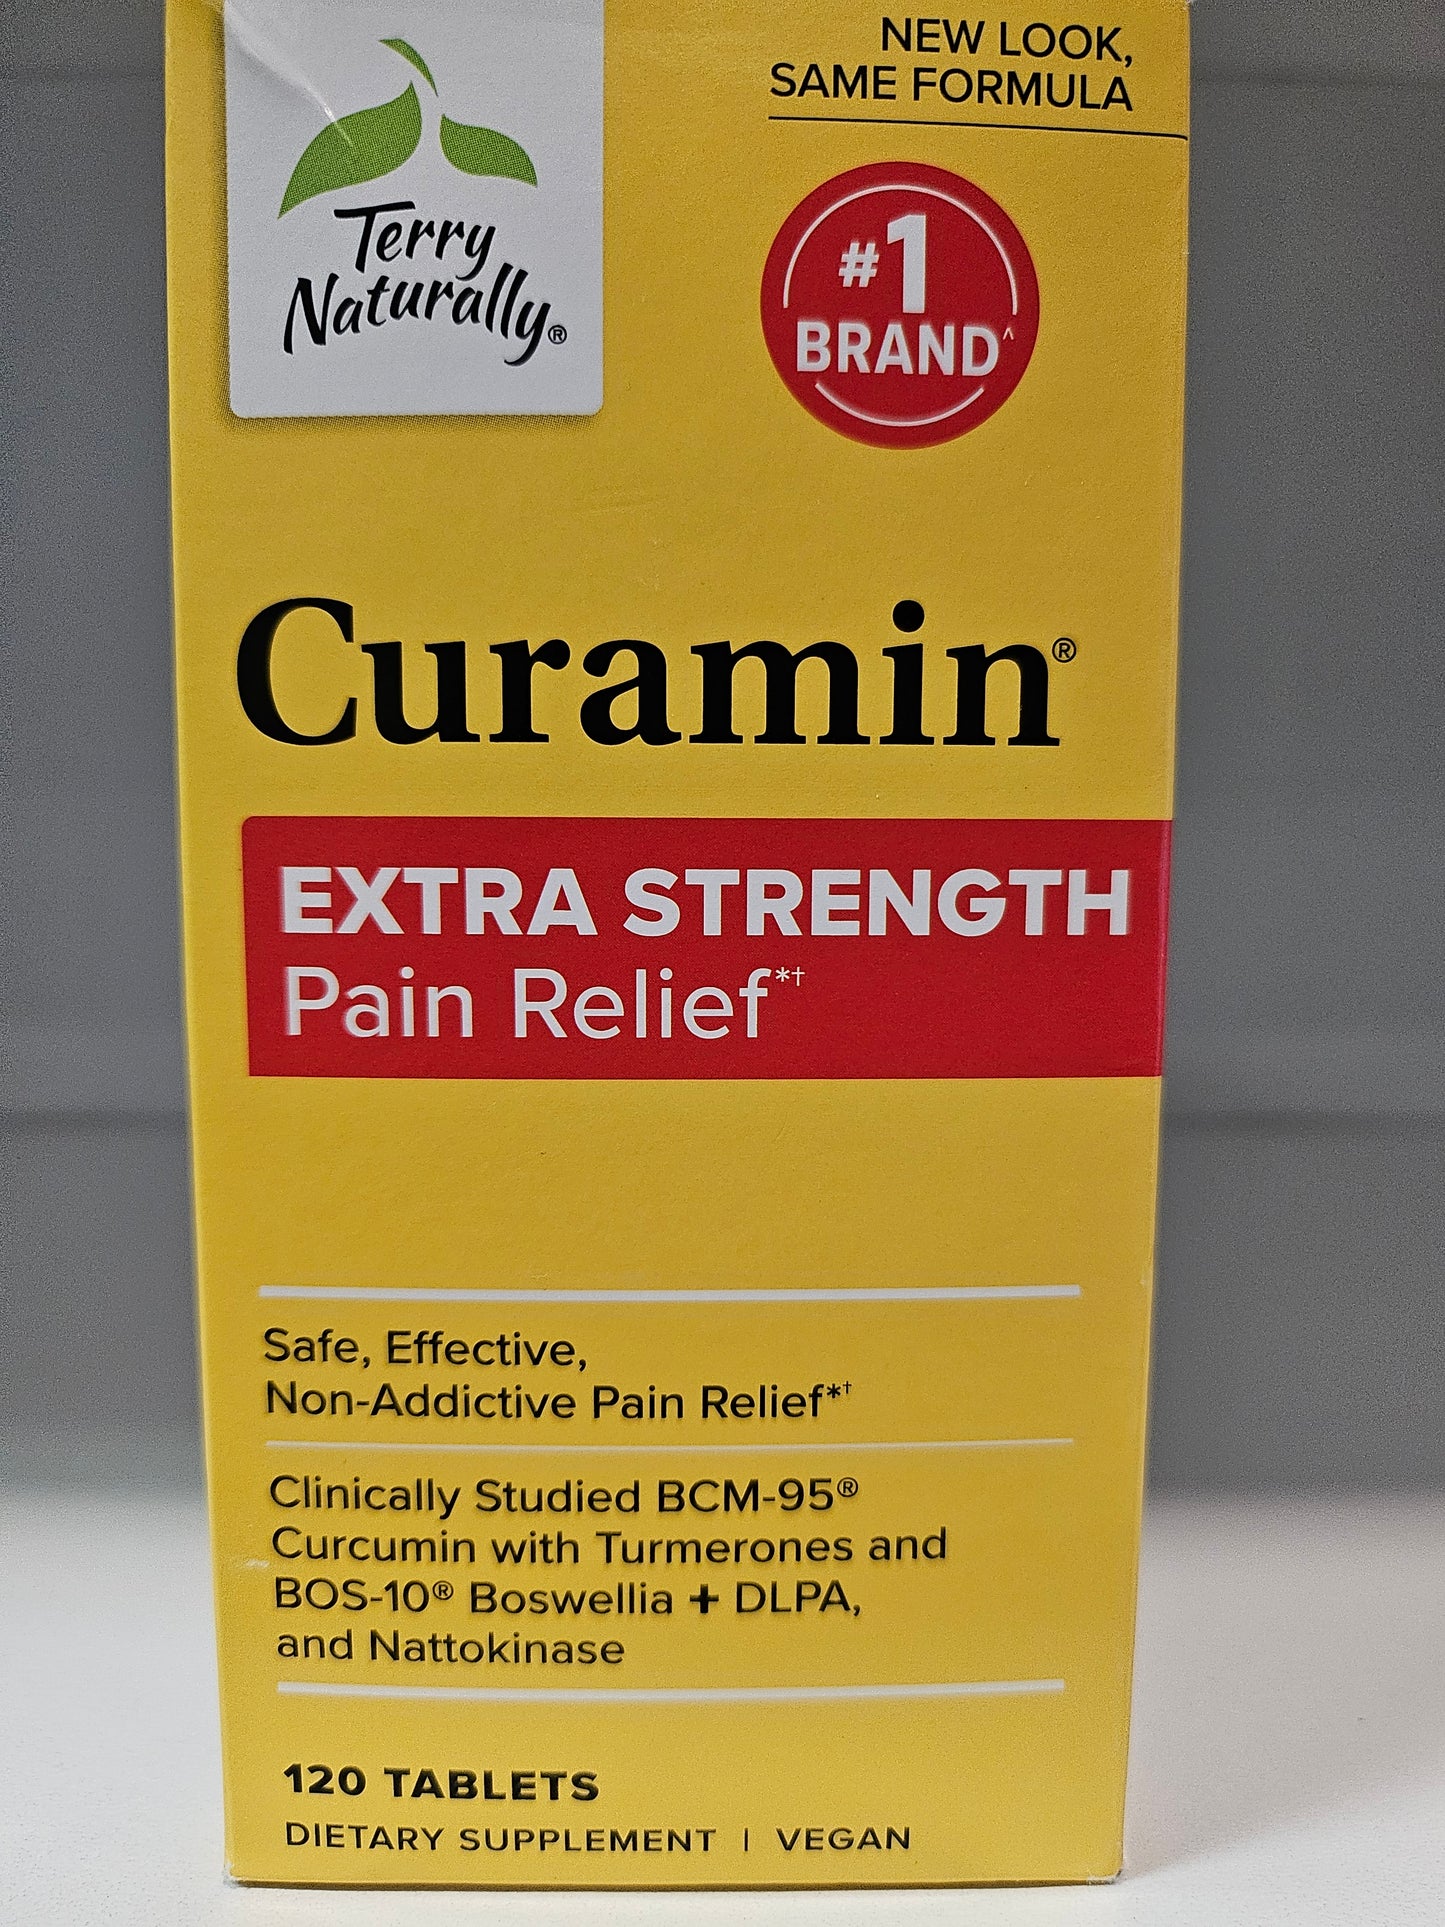 Terry
Naturally®
NEW LOOK,
SAME FORMULA
#1
BRAND^
Curamin®
EXTRA STRENGTH
Pain Relief*†
Safe, Effective,
Non-Addictive Pain Relief*†
Clinically Studied BCM-95®
Curcumin with Turmerones and
BOS-10® Boswellia + DLPA,
and Nattokinase
120 TABLETS
DIETARY SUPPLEMENT | VEGAN